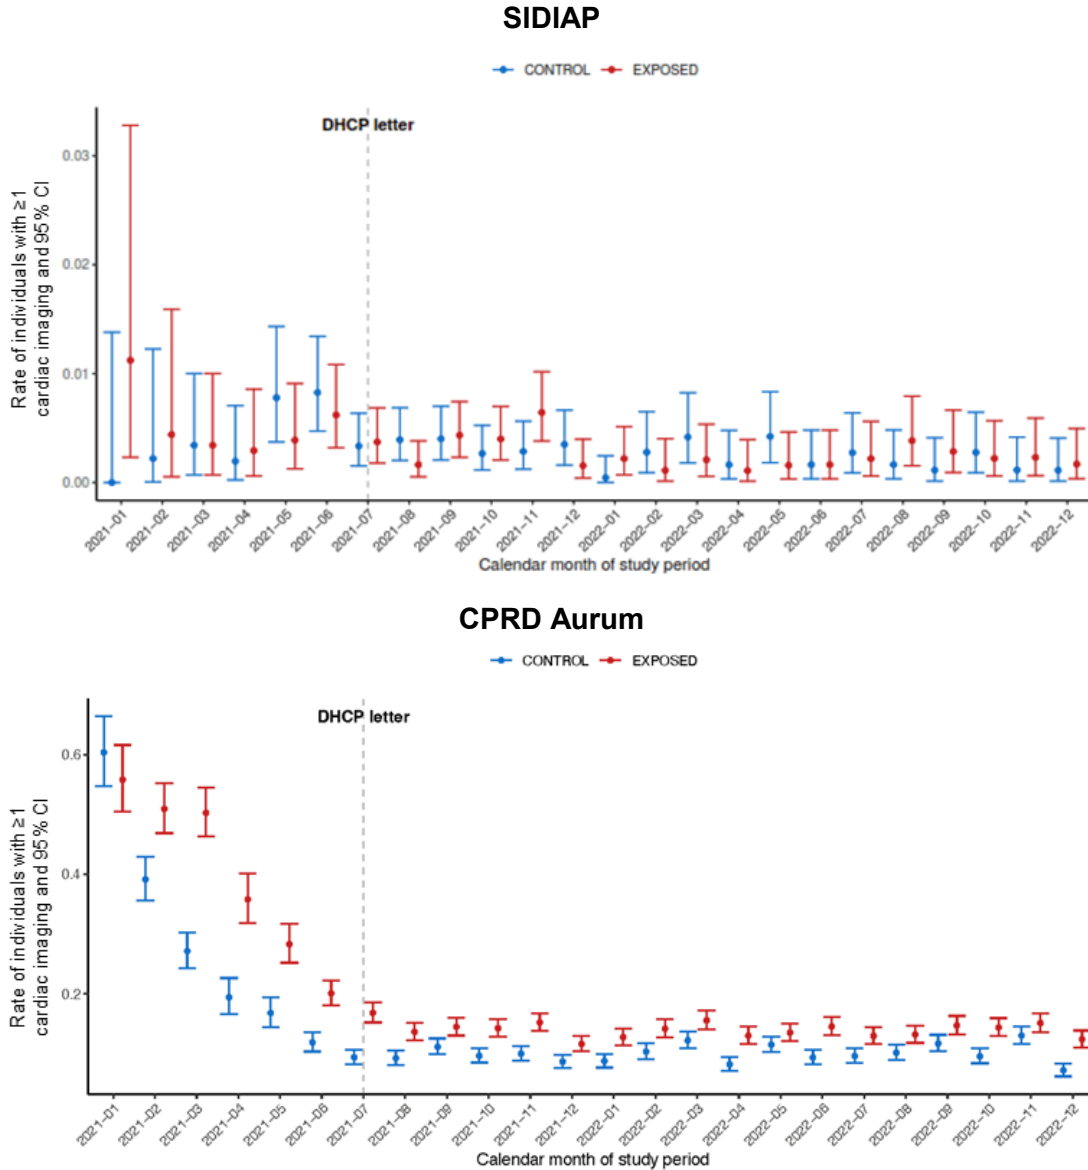 SIDIAP
CONTROL EXPOSED
DHCP letter
Rate of individuals with ≥1
cardiac imaging and 95% CI
0.03
0.02
0.01
0.00
2021-01 2021-02 2021-03 2021-04 2021-05 2021-06 2021-07 2021-08 2021-09 2021-10 2021-11 2021-12 2022-01 2022-02 2022-03 2022-04 2022-05 2022-06 2022-07 2022-08 2022-09 2022-10 2022-11 2022-12
Calendar month of study period
CPRD Aurum
CONTROL EXPOSED
DHCP letter
Rate of individuals with ≥1
cardiac imaging and 95% CI
0.6
0.4
0.2
2021-01 2021-02 2021-03 2021-04 2021-05 2021-06 2021-07 2021-08 2021-09 2021-10 2021-11 2021-12 2022-01 2022-02 2022-03 2022-04 2022-05 2022-06 2022-07 2022-08 2022-09 2022-10 2022-11 2022-12
Calendar month of study period